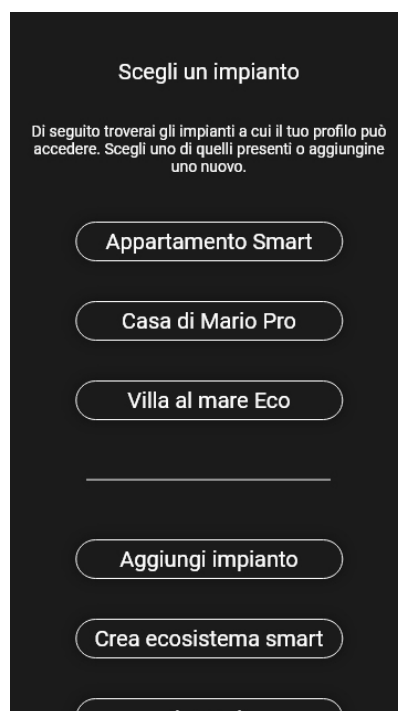 Scegli un impianto
Di seguito troverai gli impianti a cui il tuo profilo può
accedere. Scegli uno di quelli presenti o aggiungine
uno nuovo.
Appartamento Smart
Casa di Mario Pro
Villa al mare Eco
Aggiungi impianto
Crea ecosistema smart